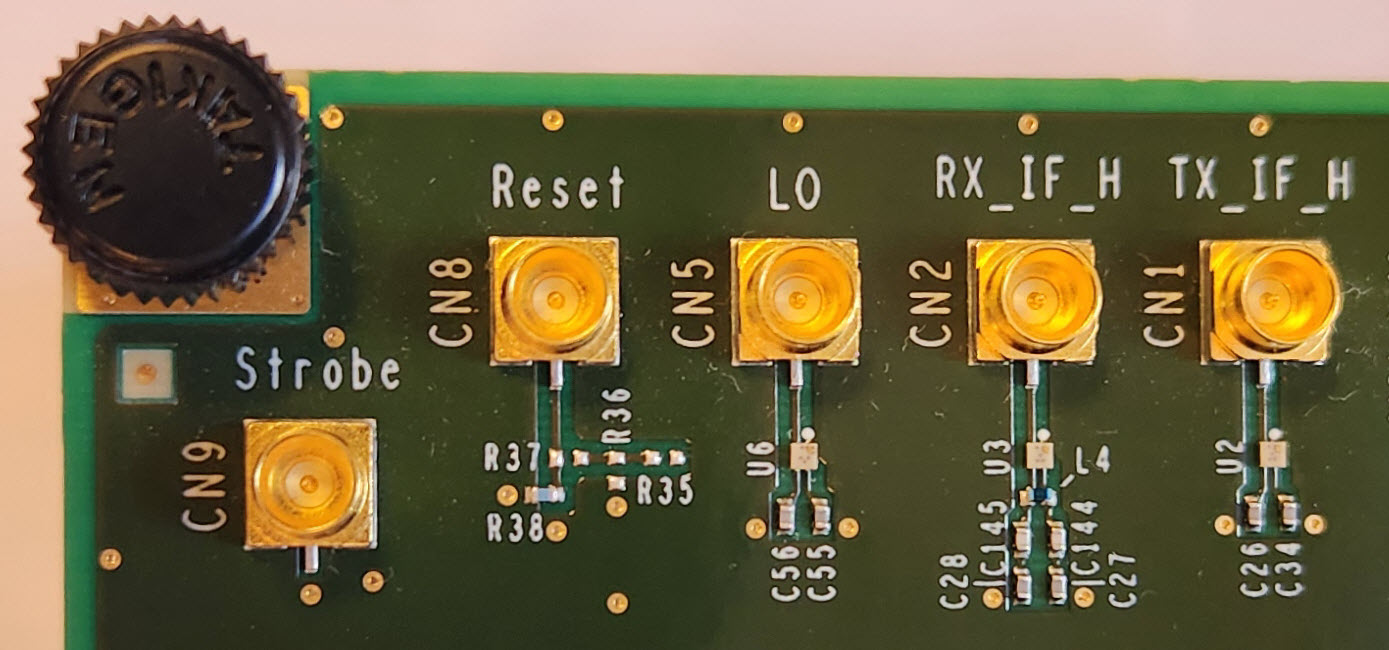 TAKIGEN
Reset
LO
RX_IF_H
TX_IF_H
CN8
CN5
CN2
CN1
Strobe
CN9
R36
R37
R35
R38
U6
C56
C55
U3
L4
C145
C144
C28
C27
U2
C26
C34